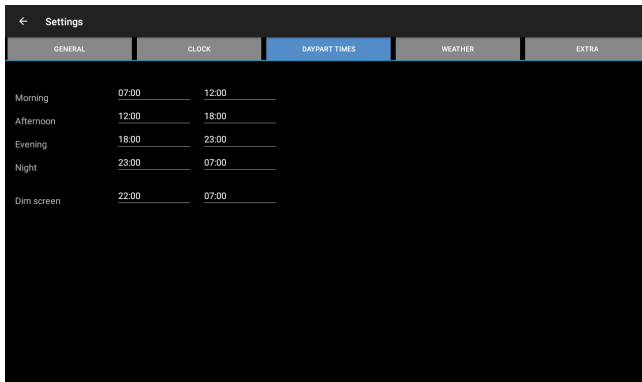 Settings
GENERAL CLOCK DAYPART TIMES WEATHER EXTRA
Morning 07:00 12:00
Afternoon 12:00 18:00
Evening 18:00 23:00
Night 23:00 07:00
Dim screen 22:00 07:00